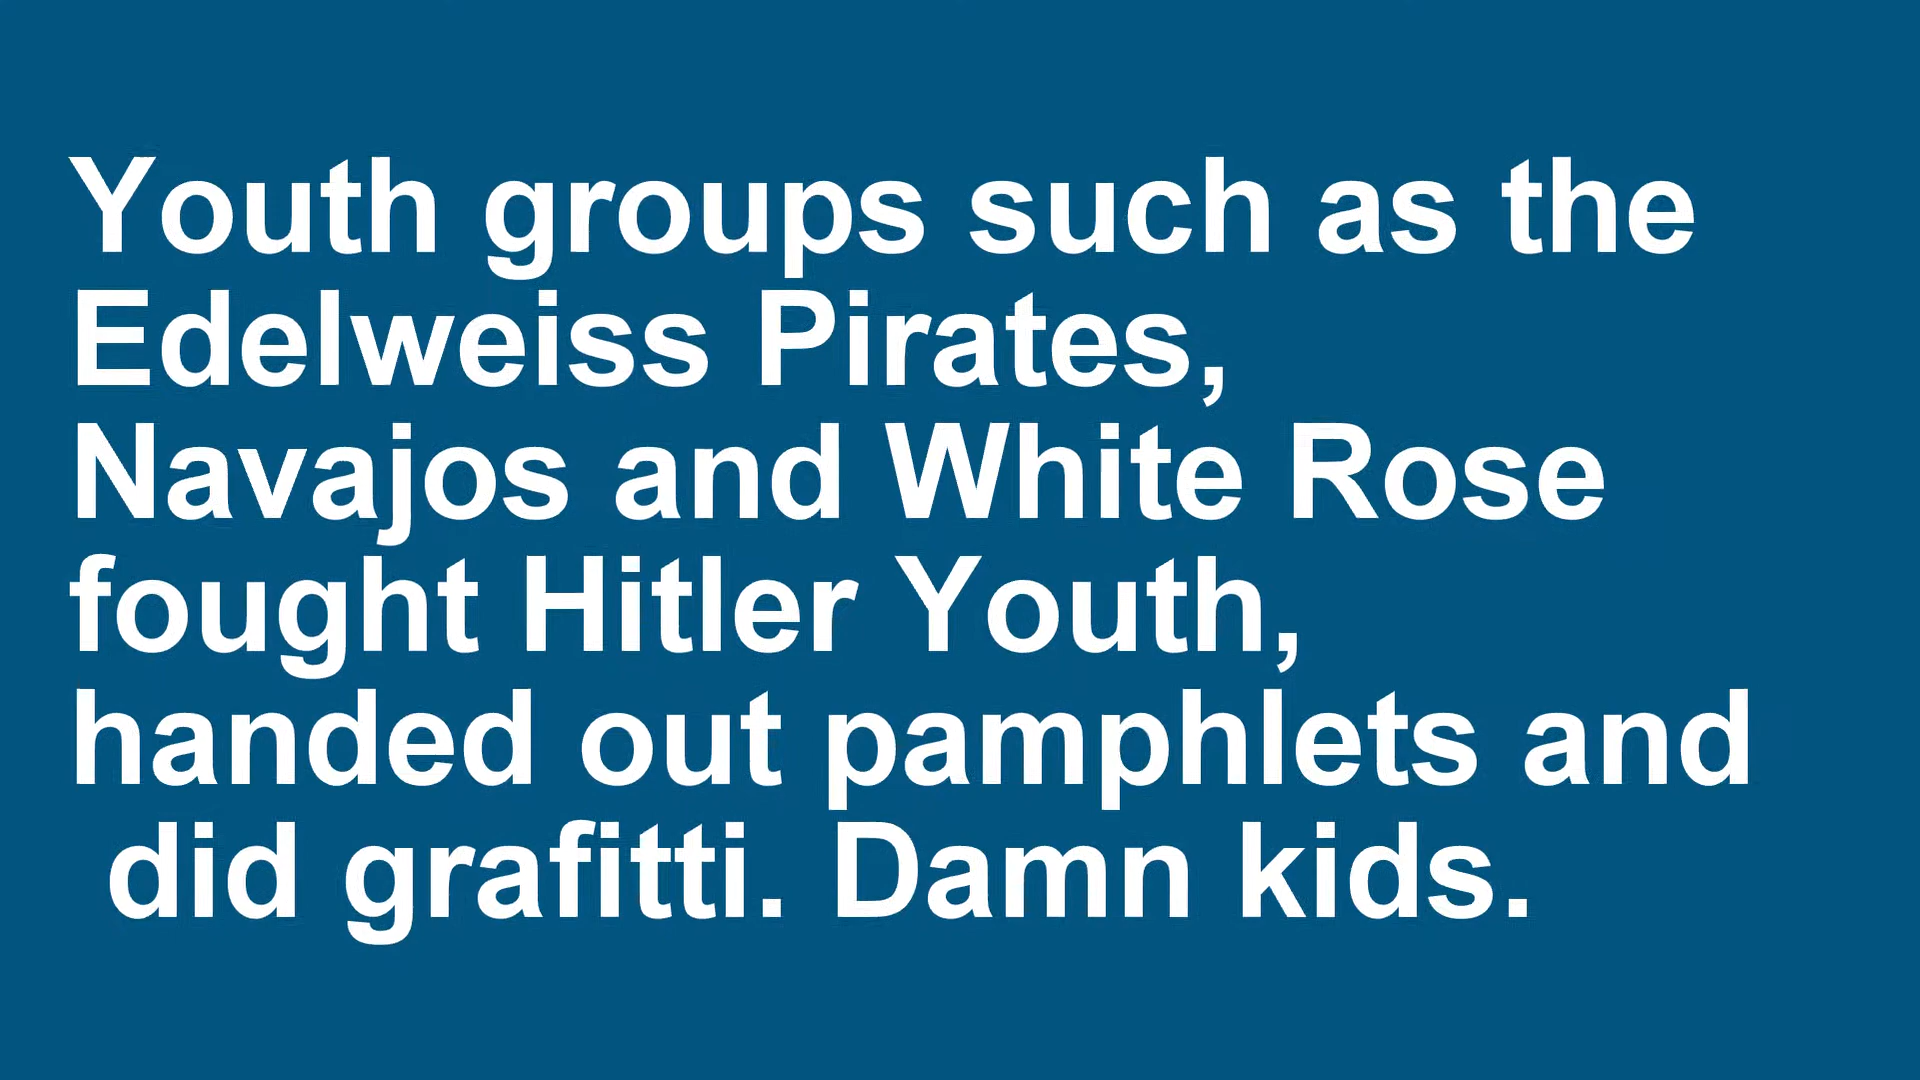 Youth groups such as the
Edelweiss Pirates,
Navajos and White Rose
fought Hitler Youth,
handed out pamphlets and
did grafitti. Damn kids.